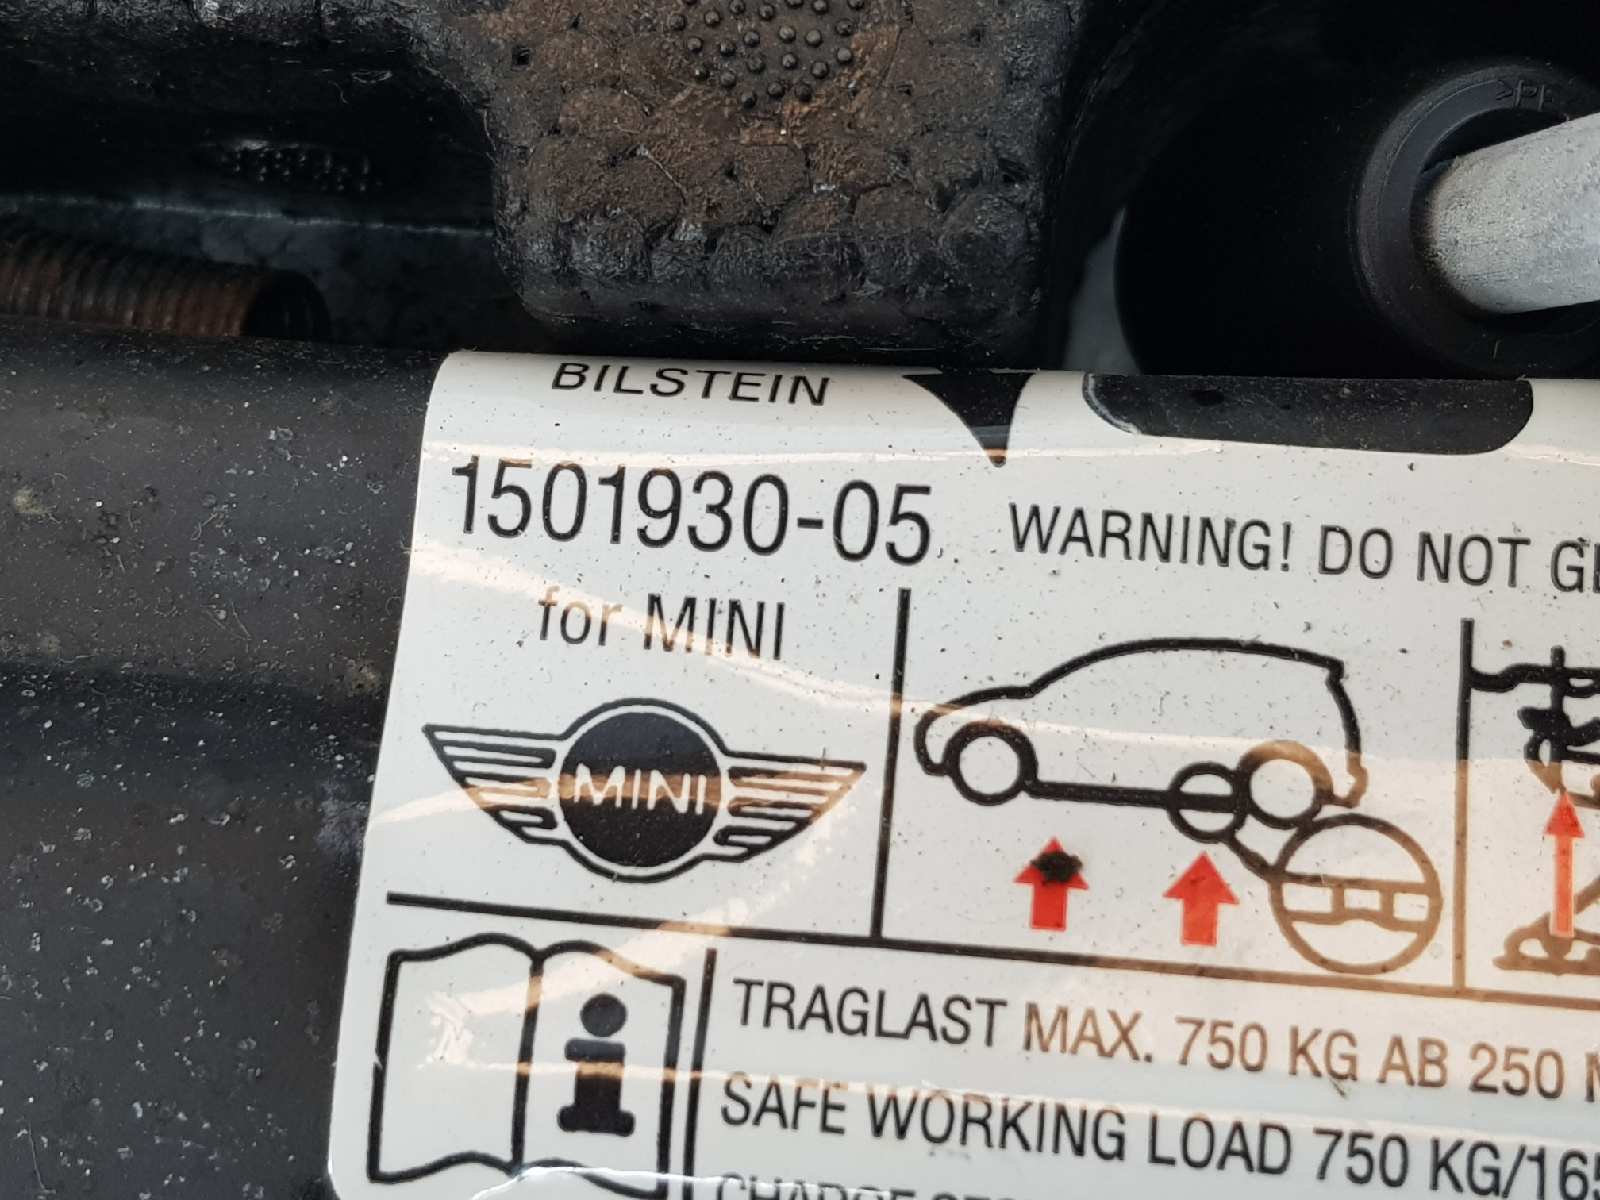 BILSTEIN
1501930-05
WARNING! DO NOT
for MINI
MINI
TRAGLAST MAX. 750 KG AB 250
SAFE WORKING LOAD 750 KG/165